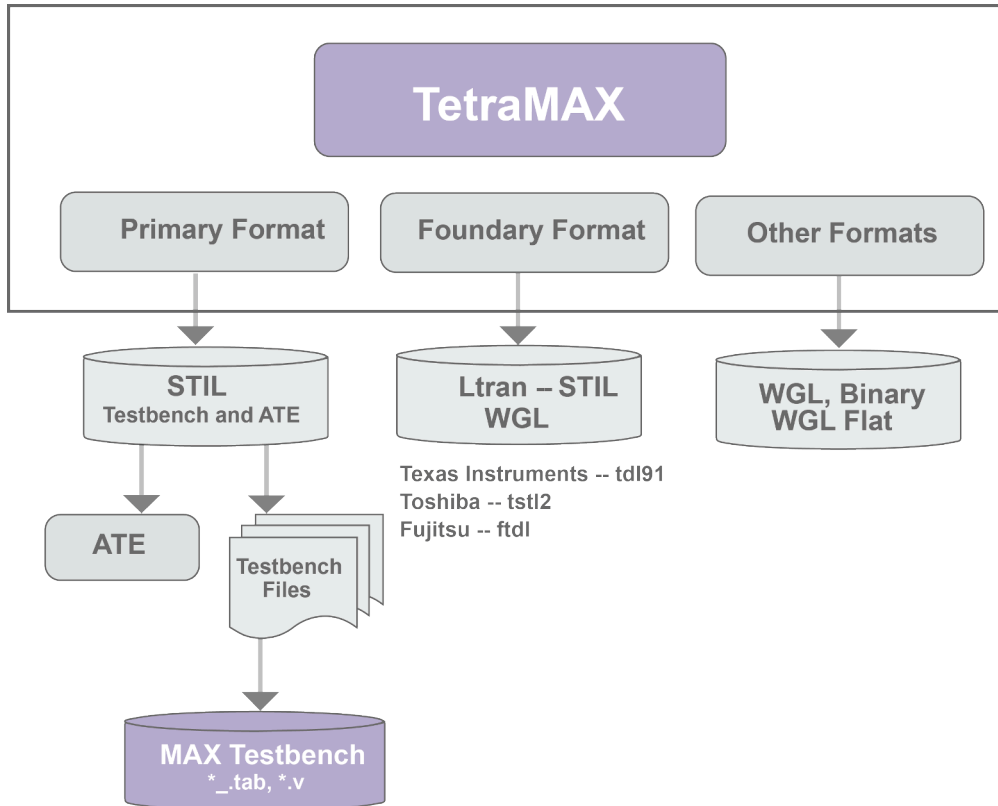 TetraMAX
Primary Format
Foundary Format
Other Formats
STIL
Testbench and ATE
Ltran -- STIL
WGL
WGL, Binary
WGL Flat
Texas Instruments -- tdl91
Toshiba -- tstl2
Fujitsu -- ftdl
ATE
Testbench
Files
MAX Testbench
*_.tab, *.v